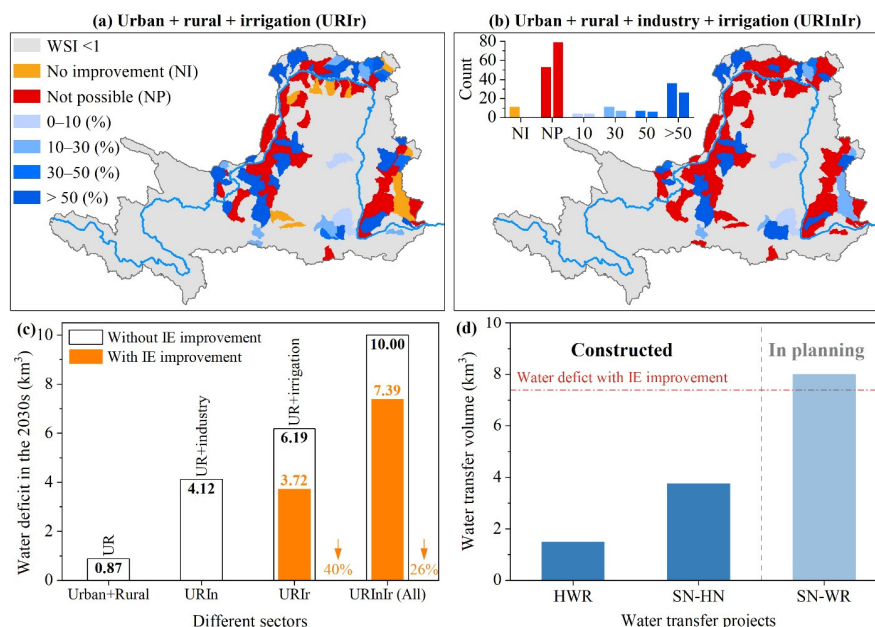 (a) Urban + rural + irrigation (URIr)
WSI <1
No improvement (NI)
Not possible (NP)
0–10 (%)
10–30 (%)
30–50 (%)
> 50 (%)
(b) Urban + rural + industry + irrigation (URInIr)
Count
80
60
40
20
0
NI
NP
10
30
50
>50
(c)
Water deficit in the 2030s (km³)
10
8
6
4
2
0
Without IE improvement
With IE improvement
UR
0.87
UR+industry
4.12
UR+irrigation
6.19
3.72
40%
10.00
7.39
26%
Urban+Rural
URIn
URIr
URInIr (All)
Different sectors
(d)
Water transfer volume (km³)
10
8
6
4
2
0
Constructed
In planning
Water defict with IE improvement
HWR
SN-HN
SN-WR
Water transfer projects